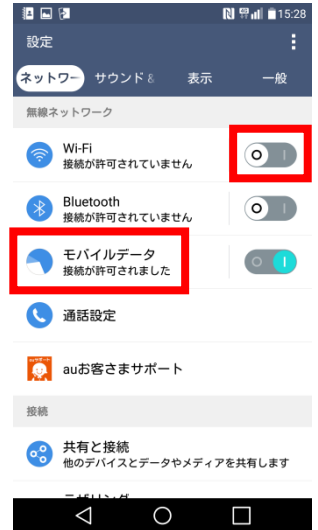 15:28
設定
ネットワー サウンド& 表示 一般
無線ネットワーク
Wi-Fi
接続が許可されていません
Bluetooth
接続が許可されていません
モバイルデータ
接続が許可されました
通話設定
auお客さまサポート
接続
共有と接続
他のデバイスとデータやメディアを共有します